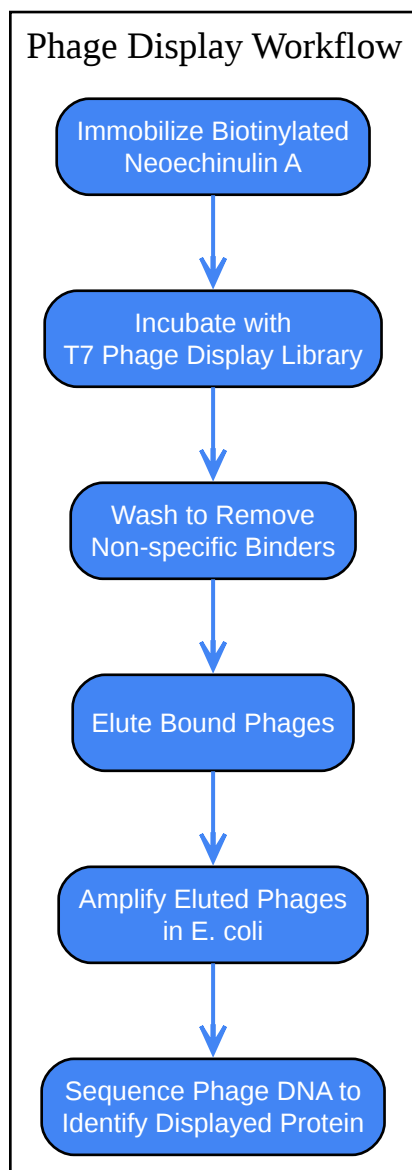 Phage Display Workflow
Immobilize Biotinylated
Neoechinulin A
Incubate with
T7 Phage Display Library
Wash to Remove
Non-specific Binders
Elute Bound Phages
Amplify Eluted Phages
in E. coli
Sequence Phage DNA to
Identify Displayed Protein